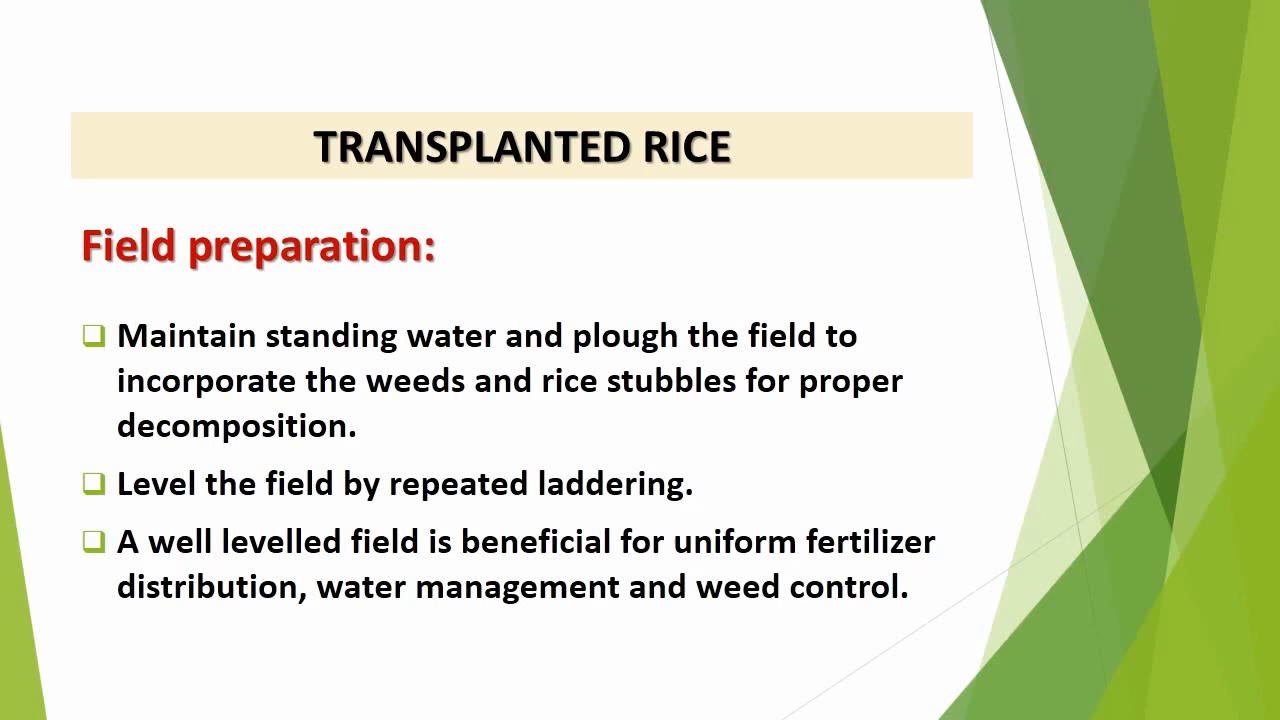 TRANSPLANTED RICE
Field preparation:
Maintain standing water and plough the field to
incorporate the weeds and rice stubbles for proper
decomposition.
Level the field by repeated laddering.
A well levelled field is beneficial for uniform fertilizer
distribution, water management and weed control.